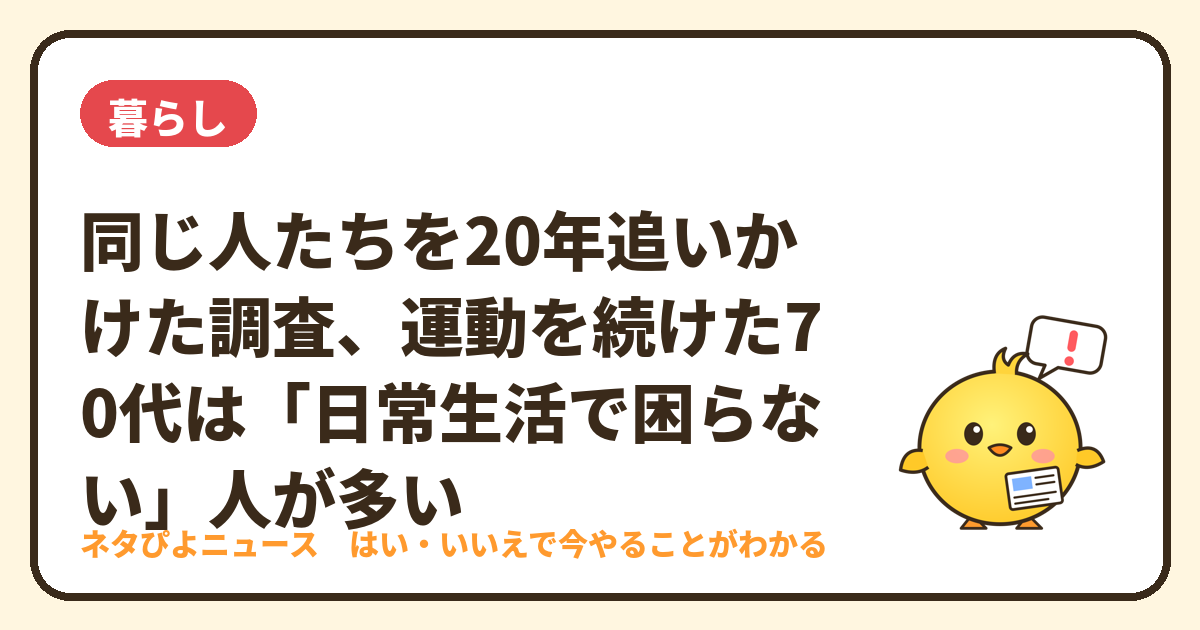 暮らし
同じ人たちを20年追いか
けた調査、運動を続けた7
0代は「日常生活で困らな
い」人が多い
ネタぴよニュース　はい・いいえで今やることがわかる
!